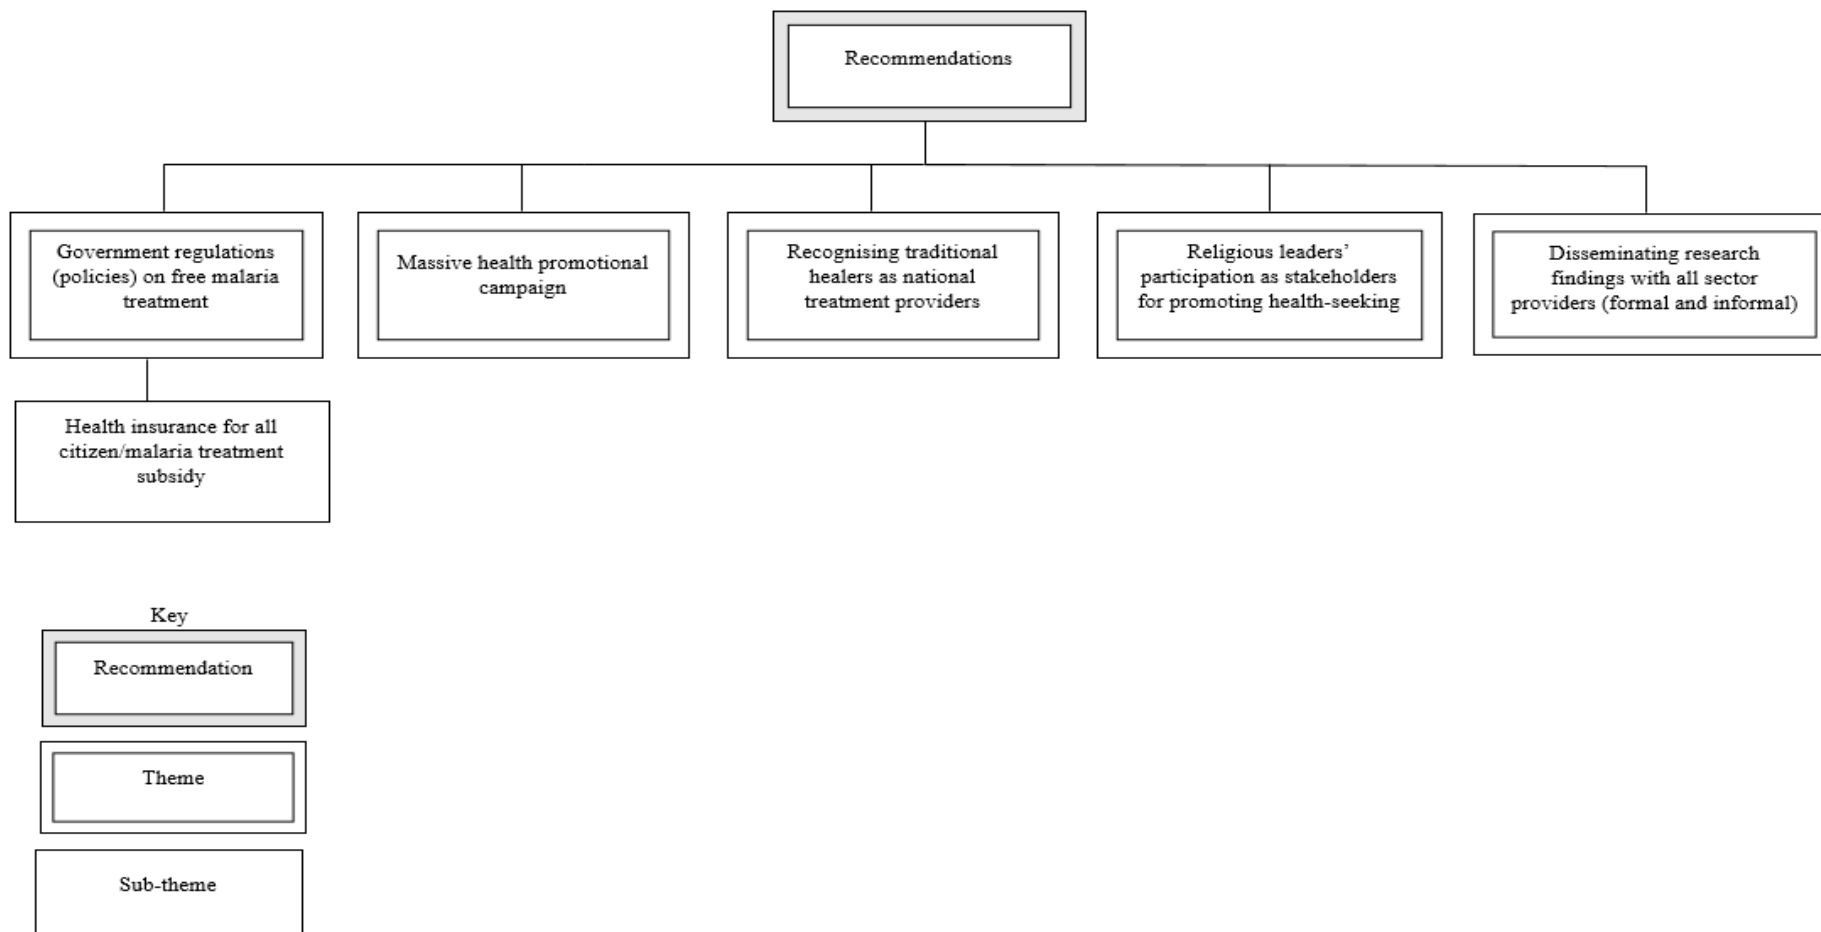 Recommendations
Government regulations
(policies) on free malaria
treatment
Massive health promotional
campaign
Recognising traditional
healers as national
treatment providers
Religious leaders’
participation as stakeholders
for promoting health-seeking
Disseminating research
findings with all sector
providers (formal and informal)
Health insurance for all
citizen/malaria treatment
subsidy
Key
Recommendation
Theme
Sub-theme